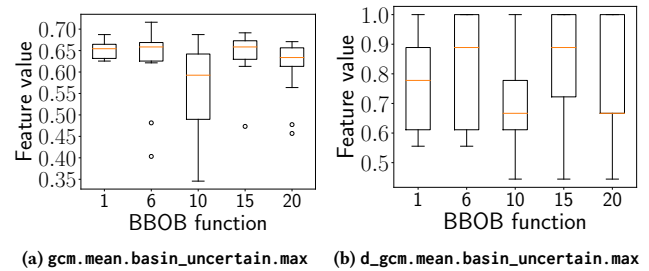 0.70
0.65
0.60
0.55
0.50
0.45
0.40
0.35
Feature value
1 6 10 15 20
BBOB function
(a) gcm.mean.basin_uncertain.max
1.0
0.9
0.8
0.7
0.6
0.5
Feature value
1 6 10 15 20
BBOB function
(b) d_gcm.mean.basin_uncertain.max